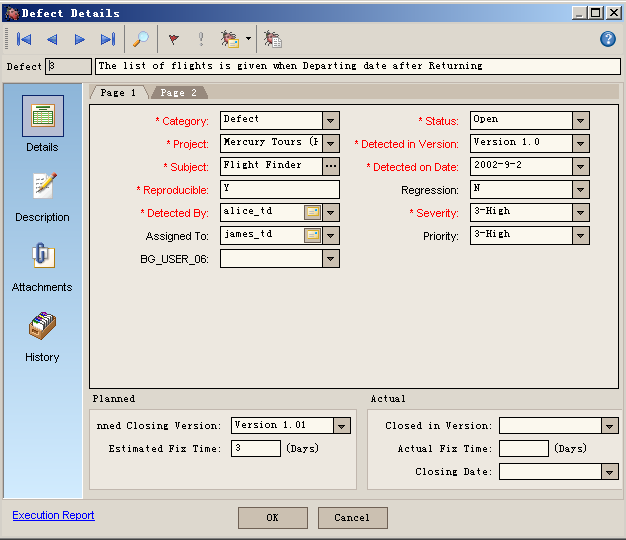 Defect Details
Defect 3 The list of flights is given when Departing date after Returning
Page 1 Page 2
Details
Description
Attachments
History
* Category: Defect * Status: Open
* Project: Mercury Tours (H * Detected in Version: Version 1.0
* Subject: Flight Finder ... * Detected on Date: 2002-9-2
* Reproducible: Y Regression: N
* Detected By: alice_td * Severity: 3-High
Assigned To: james_td Priority: 3-High
BG_USER_06:
Planned Actual
nned Closing Version: Version 1.01 Closed in Version:
Estimated Fix Time: 3 (Days) Actual Fix Time: (Days)
Closing Date:
Execution Report
OK Cancel